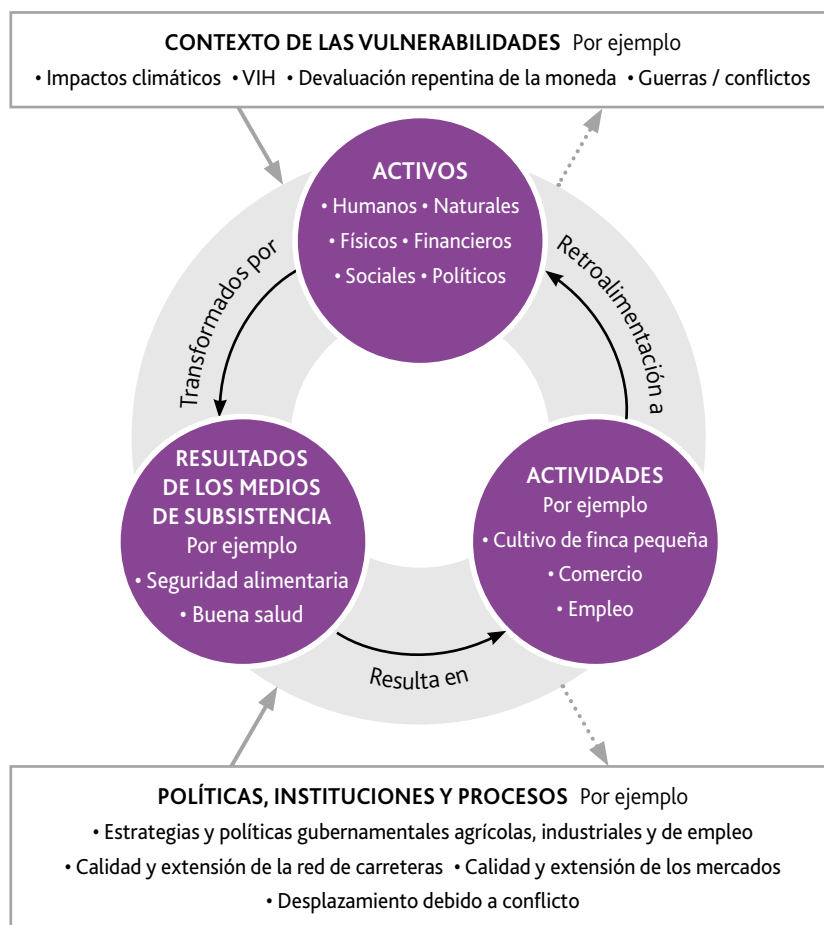 CONTEXTO DE LAS VULNERABILIDADES Por ejemplo
• Impactos climáticos • VIH • Devaluación repentina de la moneda • Guerras / conflictos
ACTIVOS
• Humanos • Naturales
• Físicos • Financieros
• Sociales • Políticos
Transformados por
Retroalimentación a
RESULTADOS
DE LOS MEDIOS
DE SUBSISTENCIA
Por ejemplo
• Seguridad alimentaria
• Buena salud
ACTIVIDADES
Por ejemplo
• Cultivo de finca pequeña
• Comercio
• Empleo
Resulta en
POLÍTICAS, INSTITUCIONES Y PROCESOS Por ejemplo
• Estrategias y políticas gubernamentales agrícolas, industriales y de empleo
• Calidad y extensión de la red de carreteras • Calidad y extensión de los mercados
• Desplazamiento debido a conflicto